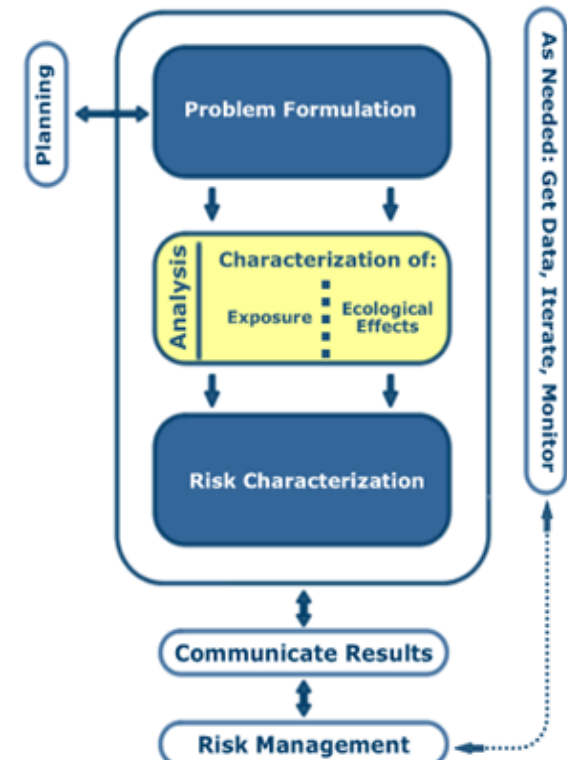 Planning
Problem Formulation
Analysis
Characterization of:
Exposure
Ecological
Effects
Risk Characterization
As Needed: Get Data, Iterate, Monitor
Communicate Results
Risk Management